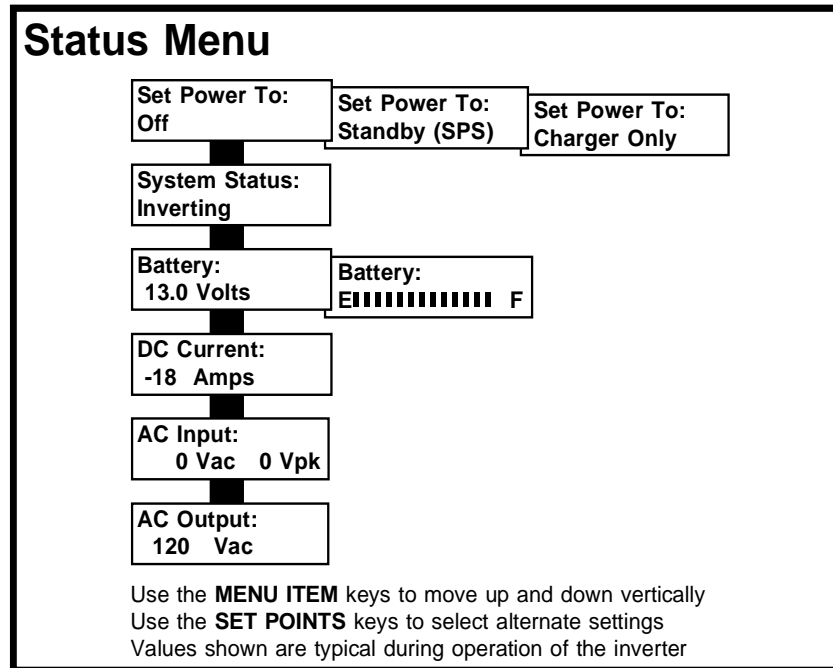 Status Menu
Set Power To:
Off
Set Power To:
Standby (SPS)
Set Power To:
Charger Only
System Status:
Inverting
Battery:
13.0 Volts
Battery:
E F
DC Current:
-18 Amps
AC Input:
0 Vac 0 Vpk
AC Output:
120 Vac
Use the MENU ITEM keys to move up and down vertically
Use the SET POINTS keys to select alternate settings
Values shown are typical during operation of the inverter